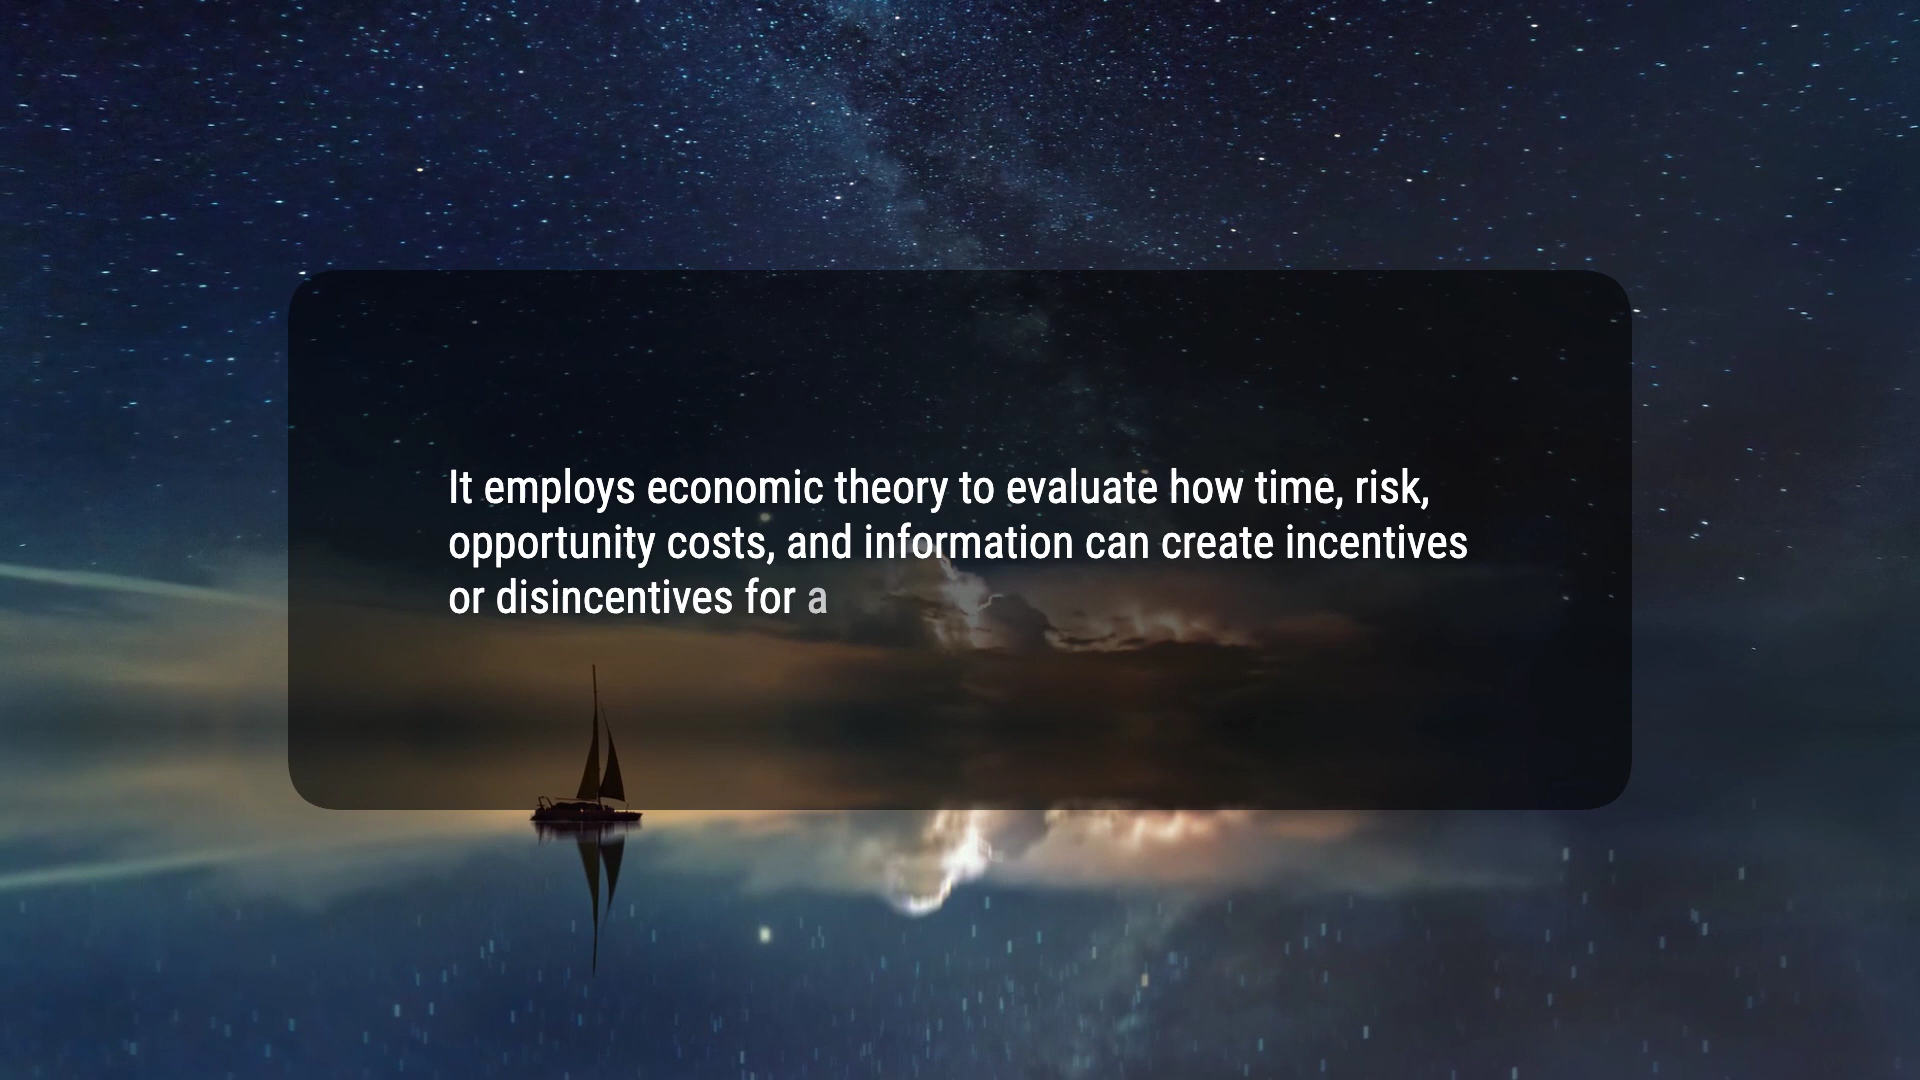 It employs economic theory to evaluate how time, risk,
opportunity costs, and information can create incentives
or disincentives for a